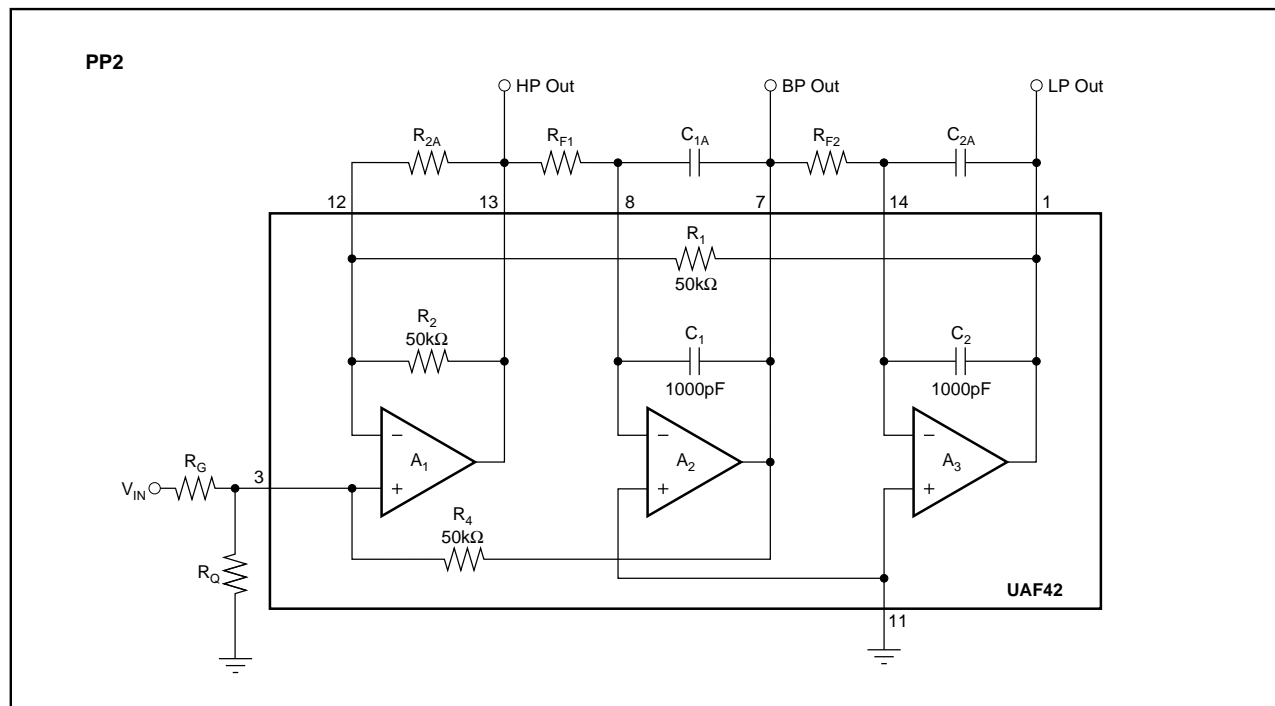 PP2
HP Out
BP Out
LP Out
R2A
RF1
C1A
RF2
C2A
12
13
8
7
14
1
R1
50kΩ
R2
50kΩ
C1
1000pF
C2
1000pF
−
A1
+
−
A2
+
−
A3
+
RG
3
VIN
R4
50kΩ
RQ
UAF42
11